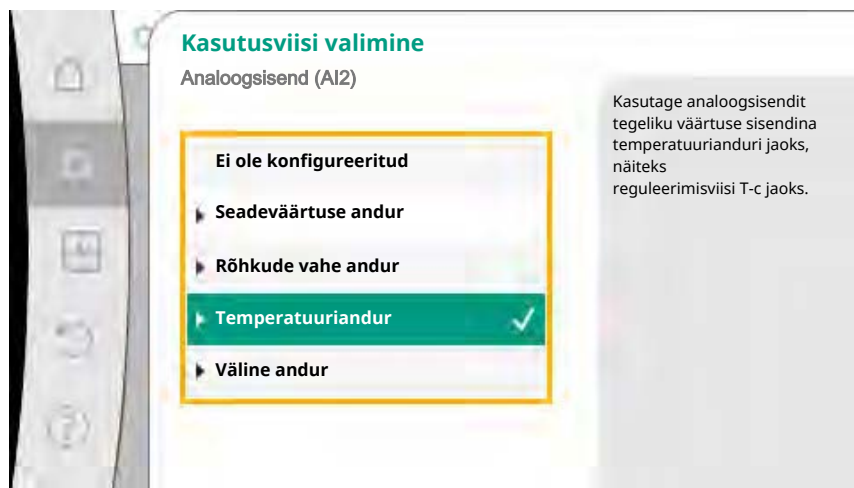 Kasutusviisi valimine
Analoogsisend (AI2)
Ei ole konfigureeritud
Seadeväärtuse andur
Rõhkude vahe andur
Temperatuuriandur
Väline andur
Kasutage analoogsisendit
tegeliku väärtuse sisendina
temperatuurianduri jaoks,
näiteks
reguleerimisviisi T-c jaoks.